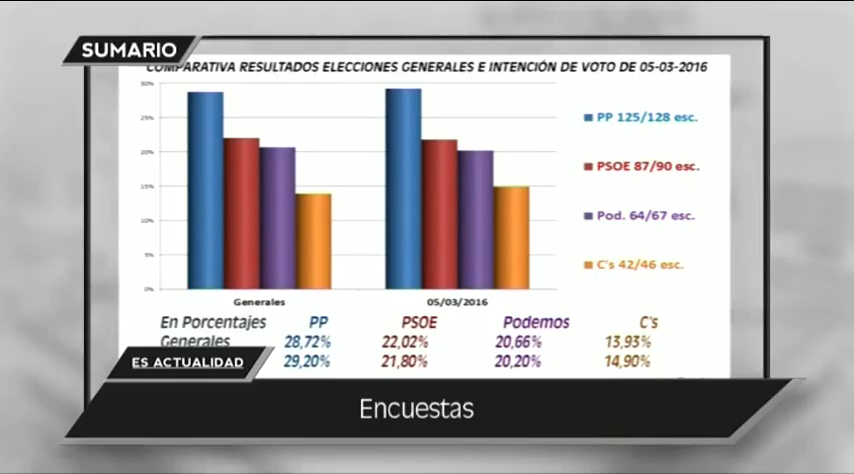 SUMARIO
COMPARATIVA RESULTADOS ELECCIONES GENERALES E INTENCIÓN DE VOTO DE 05-03-2016
30%
25%
20%
15%
10%
5%
0%
PP 125/128 esc.
PSOE 87/90 esc.
Pod. 64/67 esc.
C's 42/46 esc.
Generales 05/03/2016
En Porcentajes PP PSOE Podemos C's
Generales 28,72% 22,02% 20,66% 13,93%
29,20% 21,80% 20,20% 14,90%
ES ACTUALIDAD
Encuestas